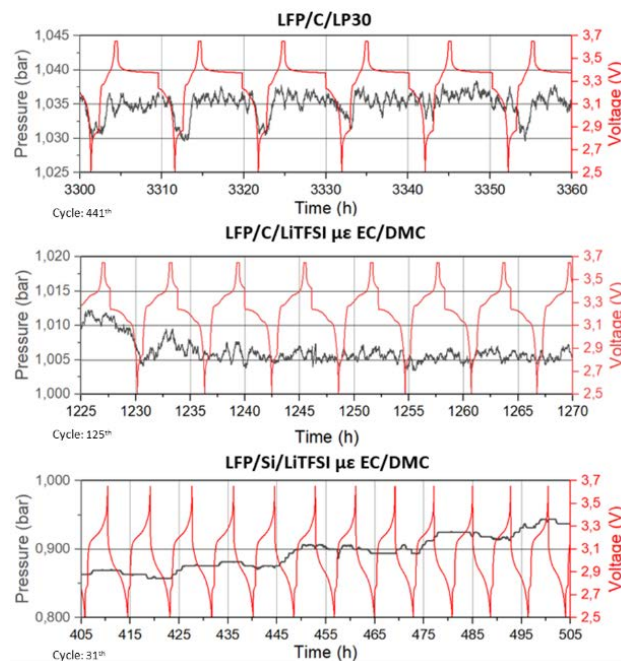 LFP/C/LP30
1,045
1,040
1,035
1,030
1,025
Pressure (bar)
3,7
3,5
3,3
3,1
2,9
2,7
2,5
Voltage (V)
3300 3310 3320 3330 3340 3350 3360
Time (h)
Cycle: 441th
LFP/C/LiTFSI με EC/DMC
1,020
1,015
1,010
1,005
1,000
Pressure (bar)
3,7
3,5
3,3
3,1
2,9
2,7
2,5
Voltage (V)
1225 1230 1235 1240 1245 1250 1255 1260 1265 1270
Time (h)
Cycle: 125th
LFP/Si/LiTFSI με EC/DMC
1,000
0,900
0,800
Pressure (bar)
3,7
3,5
3,3
3,1
2,9
2,7
2,5
Voltage (V)
405 415 425 435 445 455 465 475 485 495 505
Time (h)
Cycle: 31th